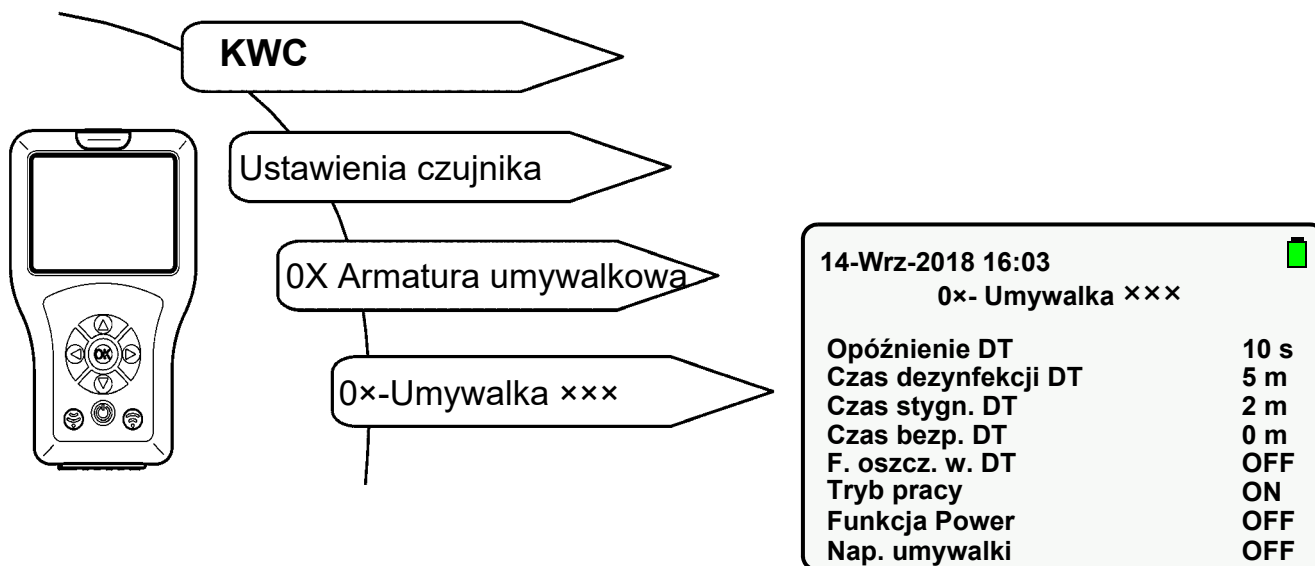 KWC
Ustawienia czujnika
0X Armatura umywalkowa
0×-Umywalka ×××
OK
14-Wrz-2018 16:03
0×- Umywalka ×××
Opóźnienie DT 10 s
Czas dezynfekcji DT 5 m
Czas stygn. DT 2 m
Czas bezp. DT 0 m
F. oszcz. w. DT OFF
Tryb pracy ON
Funkcja Power OFF
Nap. umywalki OFF